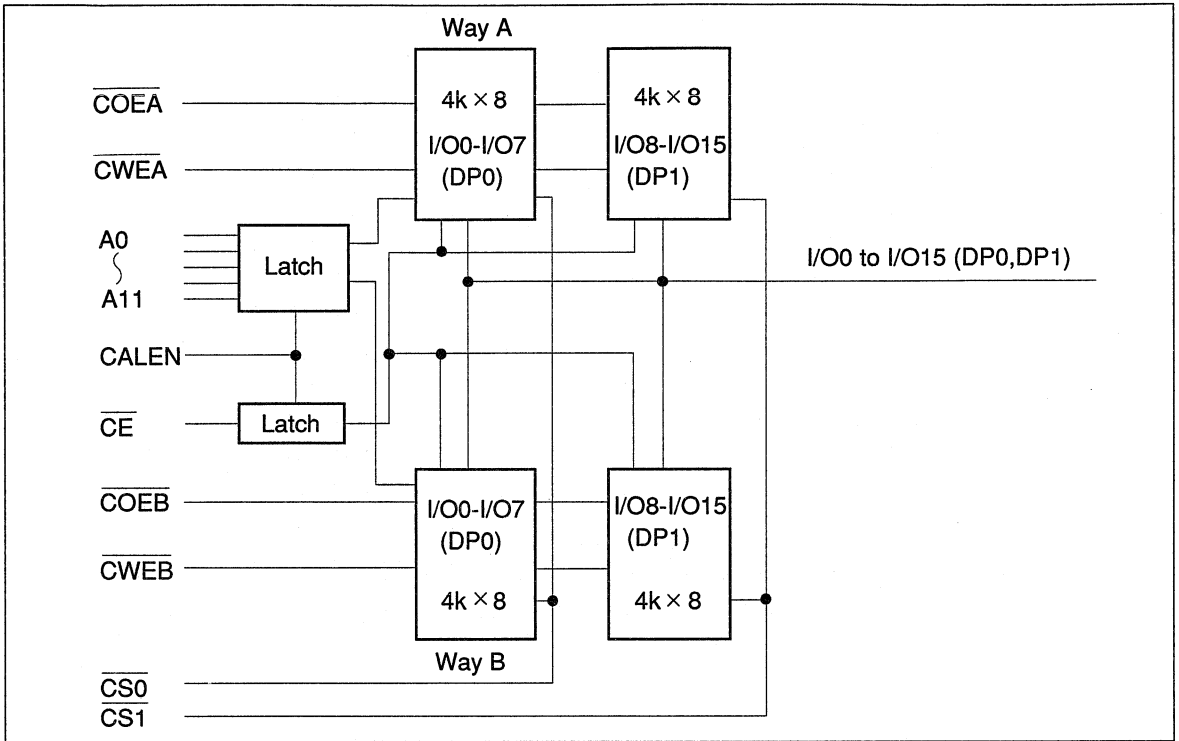 Way A
COEA
4k × 8
4k × 8
I/O0-I/O7
(DP0)
I/O8-I/O15
(DP1)
CWEA
A0
A11
Latch
I/O0 to I/O15 (DP0,DP1)
CALEN
CE
Latch
COEB
I/O0-I/O7
(DP0)
I/O8-I/O15
(DP1)
CWEB
4k × 8
4k × 8
Way B
CS0
CS1